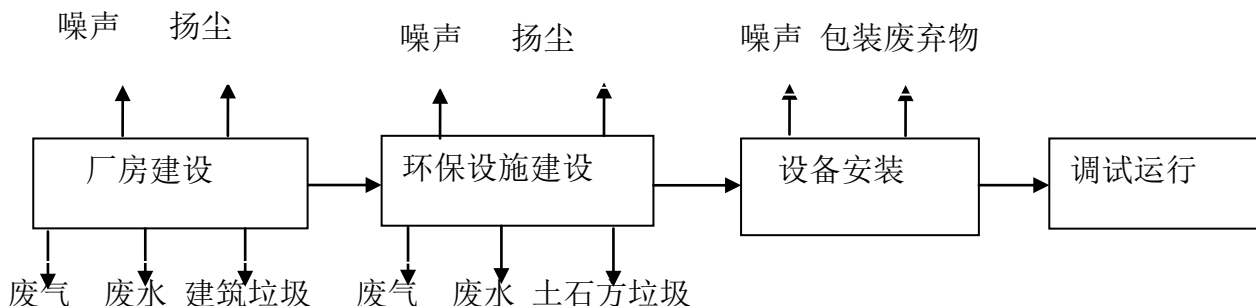 噪声 扬尘 噪声 扬尘 噪声 包装废弃物
厂房建设 环保设施建设 设备安装 调试运行
废气 废水 建筑垃圾 废气 废水 土石方垃圾